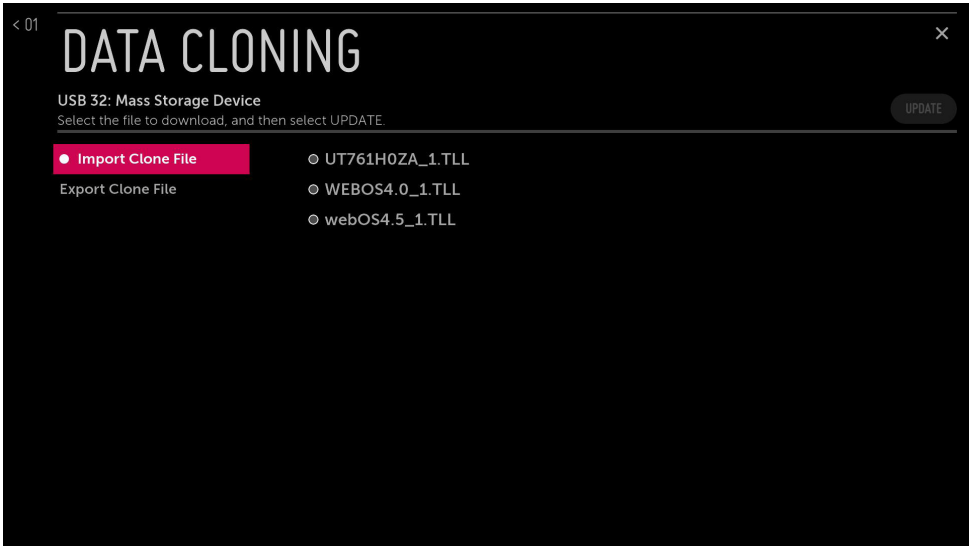 < 01
DATA CLONING
USB 32: Mass Storage Device
Select the file to download, and then select UPDATE.
UPDATE
Import Clone File
Export Clone File
UT761H0ZA_1.TLL
WEBOS4.0_1.TLL
webOS4.5_1.TLL